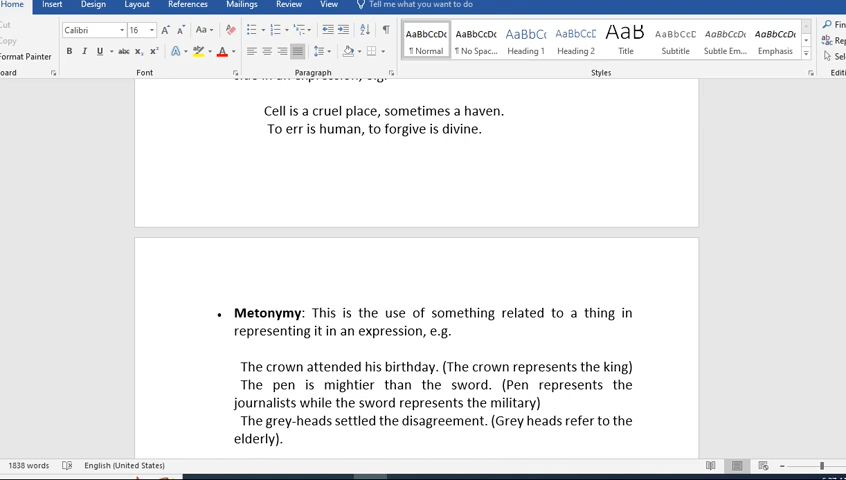 Home Insert Design Layout References Mailings Review View Tell me what you want to do
Cut
Copy
Format Painter
Calibri 16 A A Aa
B I U abc x₂ x² A A
AaBbCcDc AaBbCcDc AaBbC AaBbCcE AaB AaBbCcD AaBbCcDc AaBbCcDc
¶ Normal ¶ No Spac... Heading 1 Heading 2 Title Subtitle Subtle Em... Emphasis
Font Paragraph Styles
Cell is a cruel place, sometimes a haven.
To err is human, to forgive is divine.
• Metonymy: This is the use of something related to a thing in
representing it in an expression, e.g.
The crown attended his birthday. (The crown represents the king)
The pen is mightier than the sword. (Pen represents the
journalists while the sword represents the military)
The grey-heads settled the disagreement. (Grey heads refer to the
elderly).
1838 words English (United States)